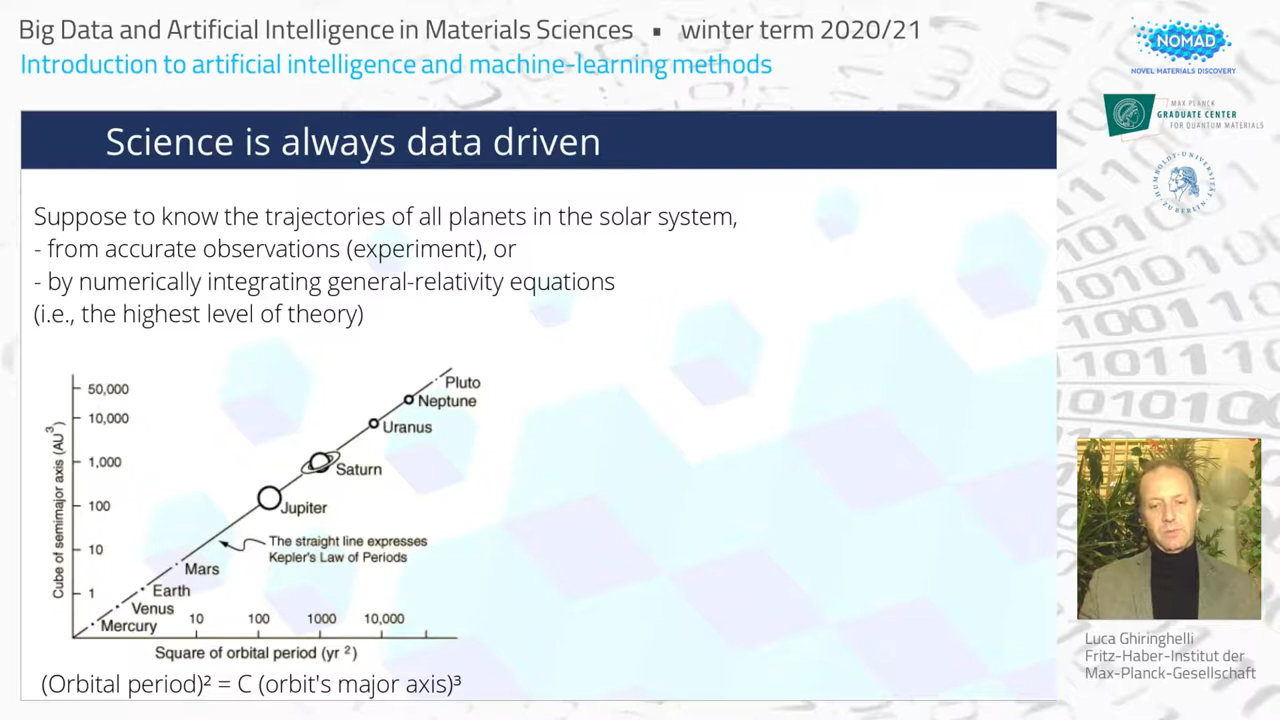 Big Data and Artificial Intelligence in Materials Sciences ▪ winter term 2020/21
Introduction to artificial intelligence and machine-learning methods
NOMAD
NOVEL MATERIALS DISCOVERY
MAX PLANCK
GRADUATE CENTER
FOR QUANTUM MATERIALS
HUMBOLDT-UNIVERSITÄT
ZU BERLIN
Science is always data driven
Suppose to know the trajectories of all planets in the solar system,
- from accurate observations (experiment), or
- by numerically integrating general-relativity equations
(i.e., the highest level of theory)
Cube of semimajor axis (AU³)
50,000
10,000
1,000
100
10
1
Pluto
Neptune
Uranus
Saturn
Jupiter
The straight line expresses
Kepler's Law of Periods
Mars
Earth
Venus
Mercury
10
100
1000
10,000
Square of orbital period (yr ²)
(Orbital period)² = C (orbit's major axis)³
Luca Ghiringhelli
Fritz-Haber-Institut der
Max-Planck-Gesellschaft